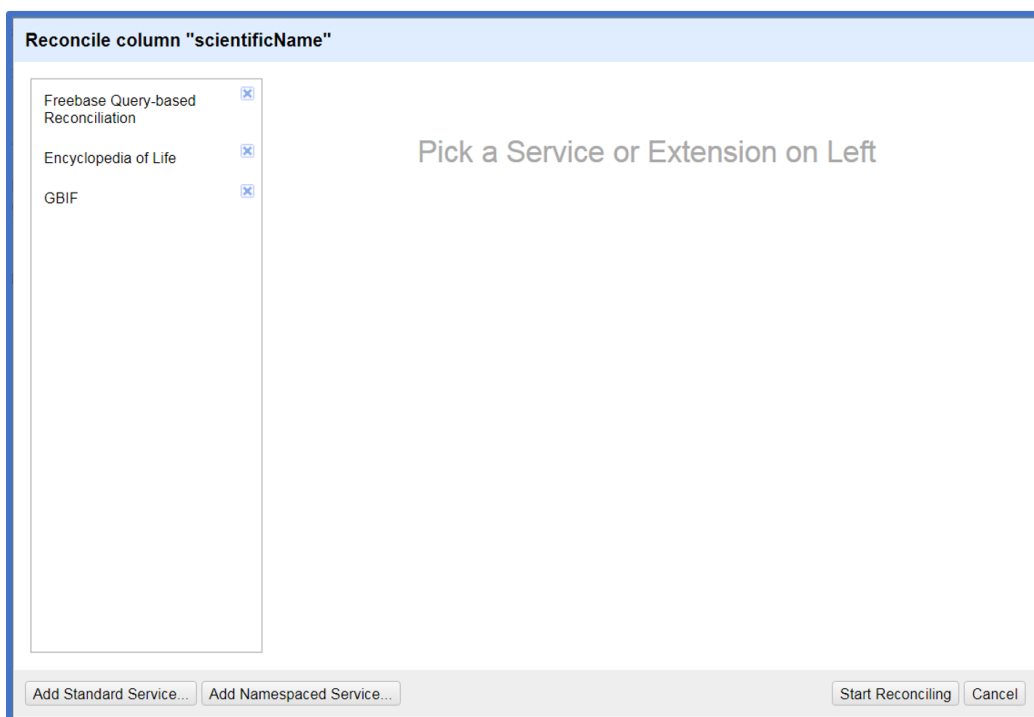 Reconcile column "scientificName"
Freebase Query-based
Reconciliation
Encyclopedia of Life
GBIF
Pick a Service or Extension on Left
Add Standard Service...
Add Namespaced Service...
Start Reconciling
Cancel